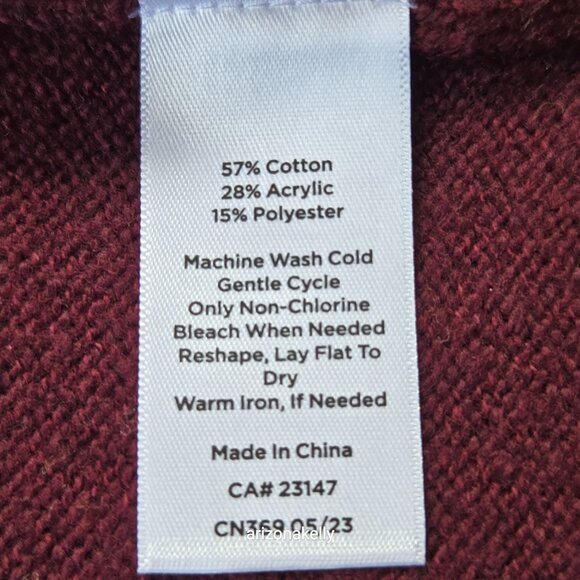 57% Cotton
28% Acrylic
15% Polyester
Machine Wash Cold
Gentle Cycle
Only Non-Chlorine
Bleach When Needed
Reshape, Lay Flat To
Dry
Warm Iron, If Needed
Made In China
CA# 23147
CN369 05/23
arizonakelly